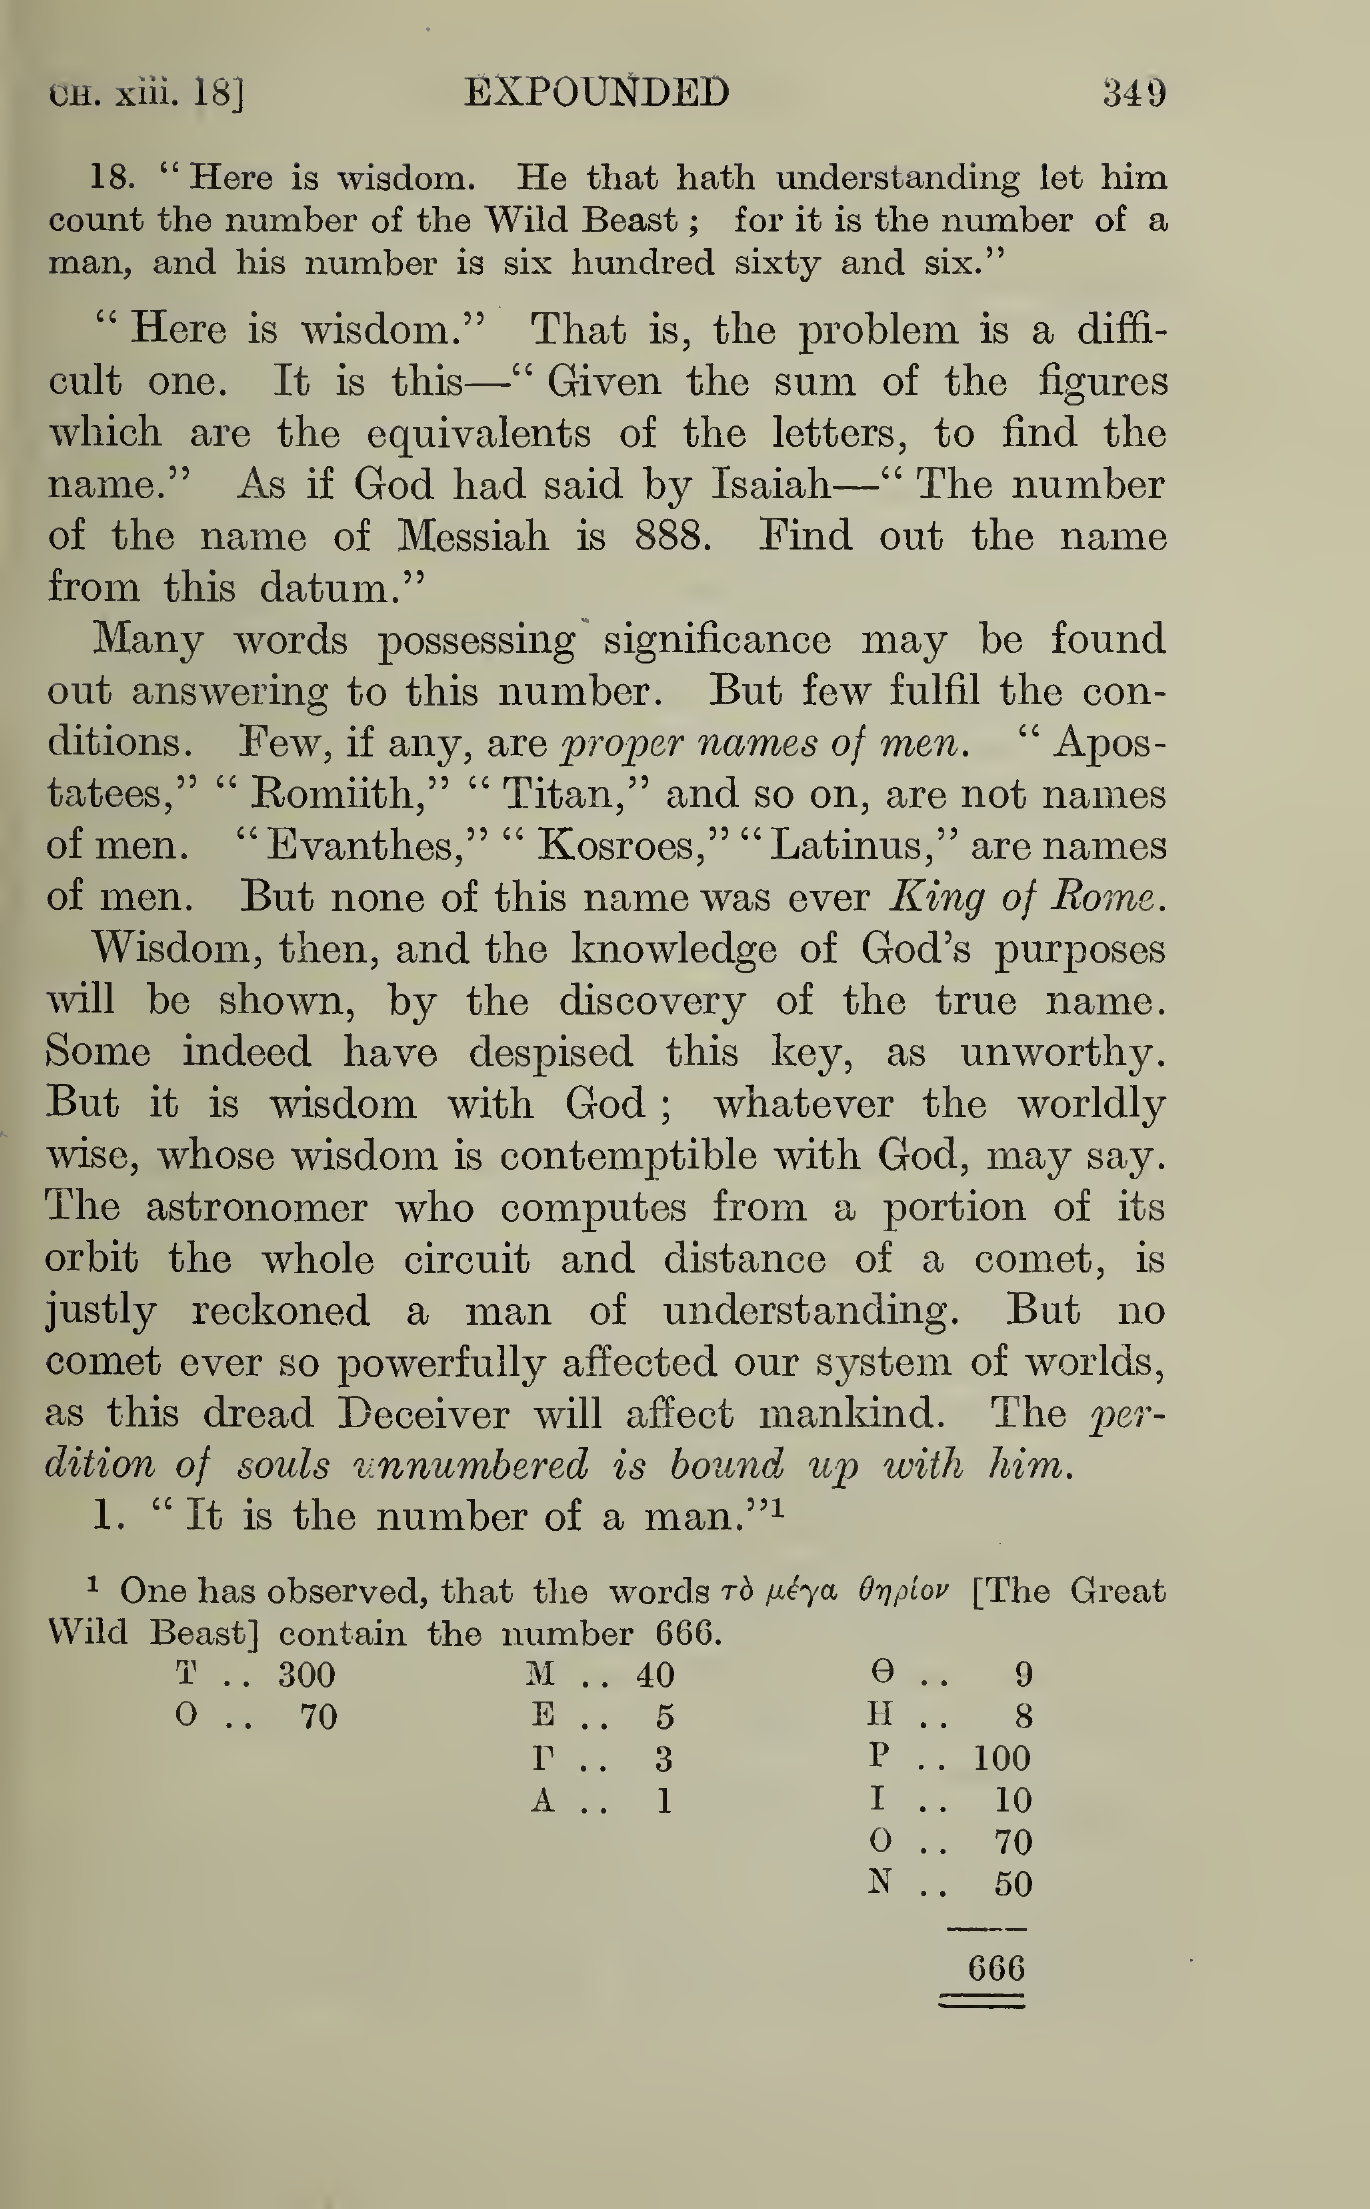 CH. xiii. 18] EXPOUNDED 349
18. “ Here is wisdom. He that hath understanding let him
count the number of the Wild Beast ; for it is the number of a
man, and his number is six hundred sixty and six.”
“ Here is wisdom.” That is, the problem is a diffi-
cult one. It is this—“ Given the sum of the figures
which are the equivalents of the letters, to find the
name.” As if God had said by Isaiah—“ The number
of the name of Messiah is 888. Find out the name
from this datum.”
Many words possessing significance may be found
out answering to this number. But few fulfil the con-
ditions. Few, if any, are proper names of men. “ Apos-
tatees,” “ Romiith,” “ Titan,” and so on, are not names
of men. “ Evanthes,” “ Kosroes,” “ Latinus,” are names
of men. But none of this name was ever King of Rome.
Wisdom, then, and the knowledge of God’s purposes
will be shown, by the discovery of the true name.
Some indeed have despised this key, as unworthy.
But it is wisdom with God ; whatever the worldly
wise, whose wisdom is contemptible with God, may say.
The astronomer who computes from a portion of its
orbit the whole circuit and distance of a comet, is
justly reckoned a man of understanding. But no
comet ever so powerfully affected our system of worlds,
as this dread Deceiver will affect mankind. The per-
dition of souls unnumbered is bound up with him.
1. “ It is the number of a man.”¹
¹ One has observed, that the words τὸ μέγα θηρίον [The Great
Wild Beast] contain the number 666.
Τ .. 300 Μ .. 40 Θ .. 9
Ο .. 70 Ε .. 5 Η .. 8
Γ .. 3 Ρ .. 100
Α .. 1 Ι .. 10
Ο .. 70
Ν .. 50
666